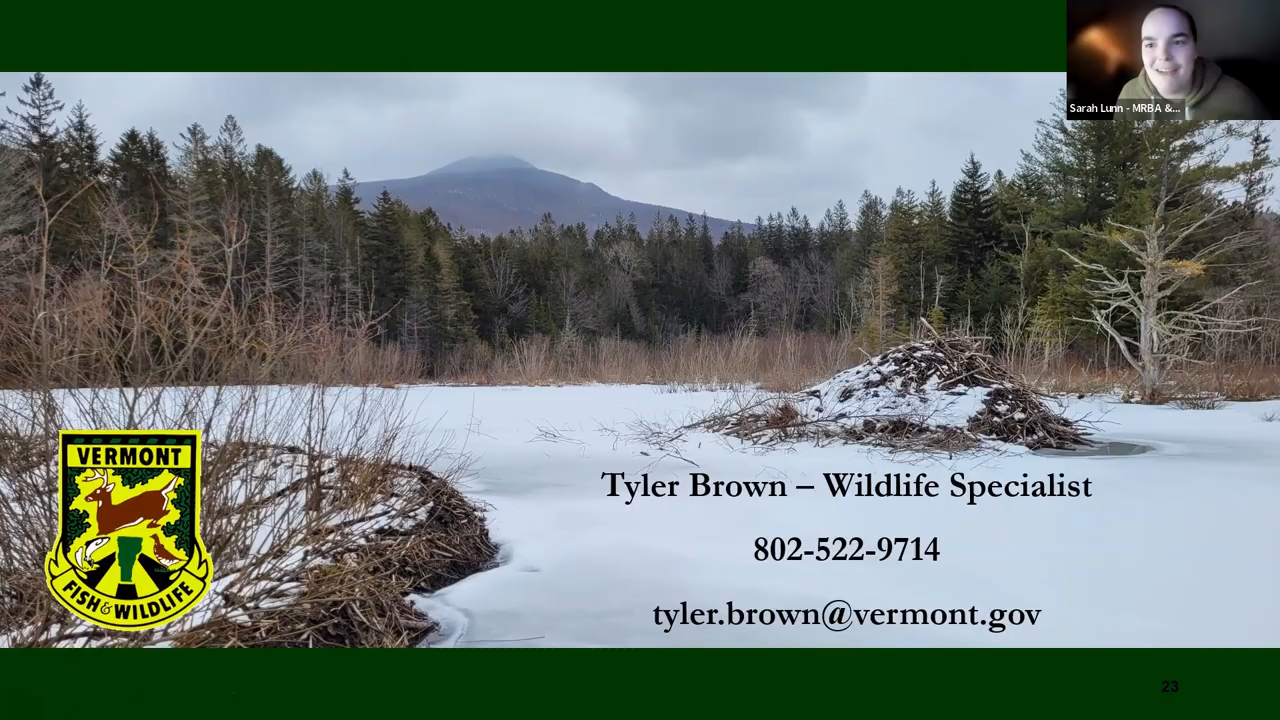 Sarah Lunn - MRBA &...
VERMONT
FISH & WILDLIFE
Tyler Brown – Wildlife Specialist
802-522-9714
tyler.brown@vermont.gov
23